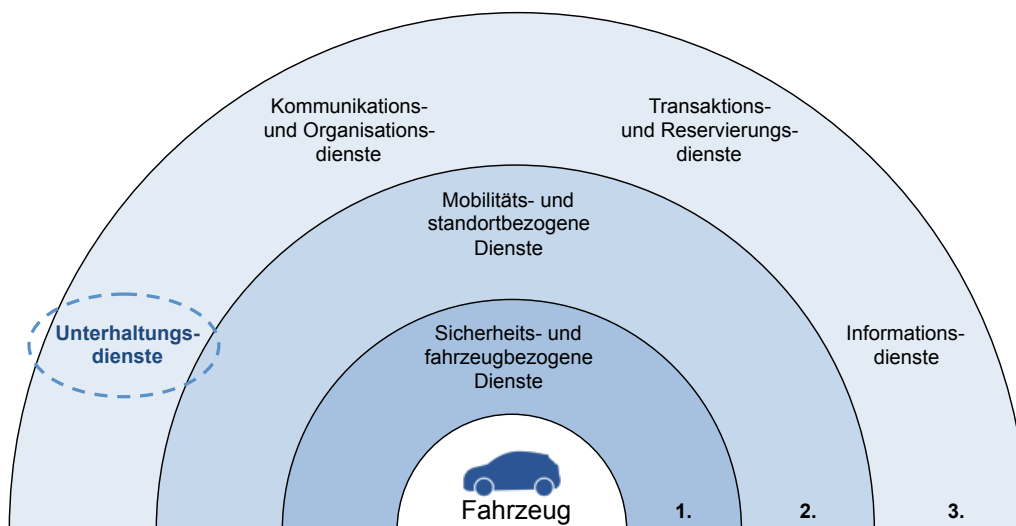 Kommunikations-
und Organisations-
dienste
Transaktions-
und Reservierungs-
dienste
Mobilitäts- und
standortbezogene
Dienste
Unterhaltungs-
dienste
Sicherheits- und
fahrzeugbezogene
Dienste
Informations-
dienste
Fahrzeug
1.
2.
3.